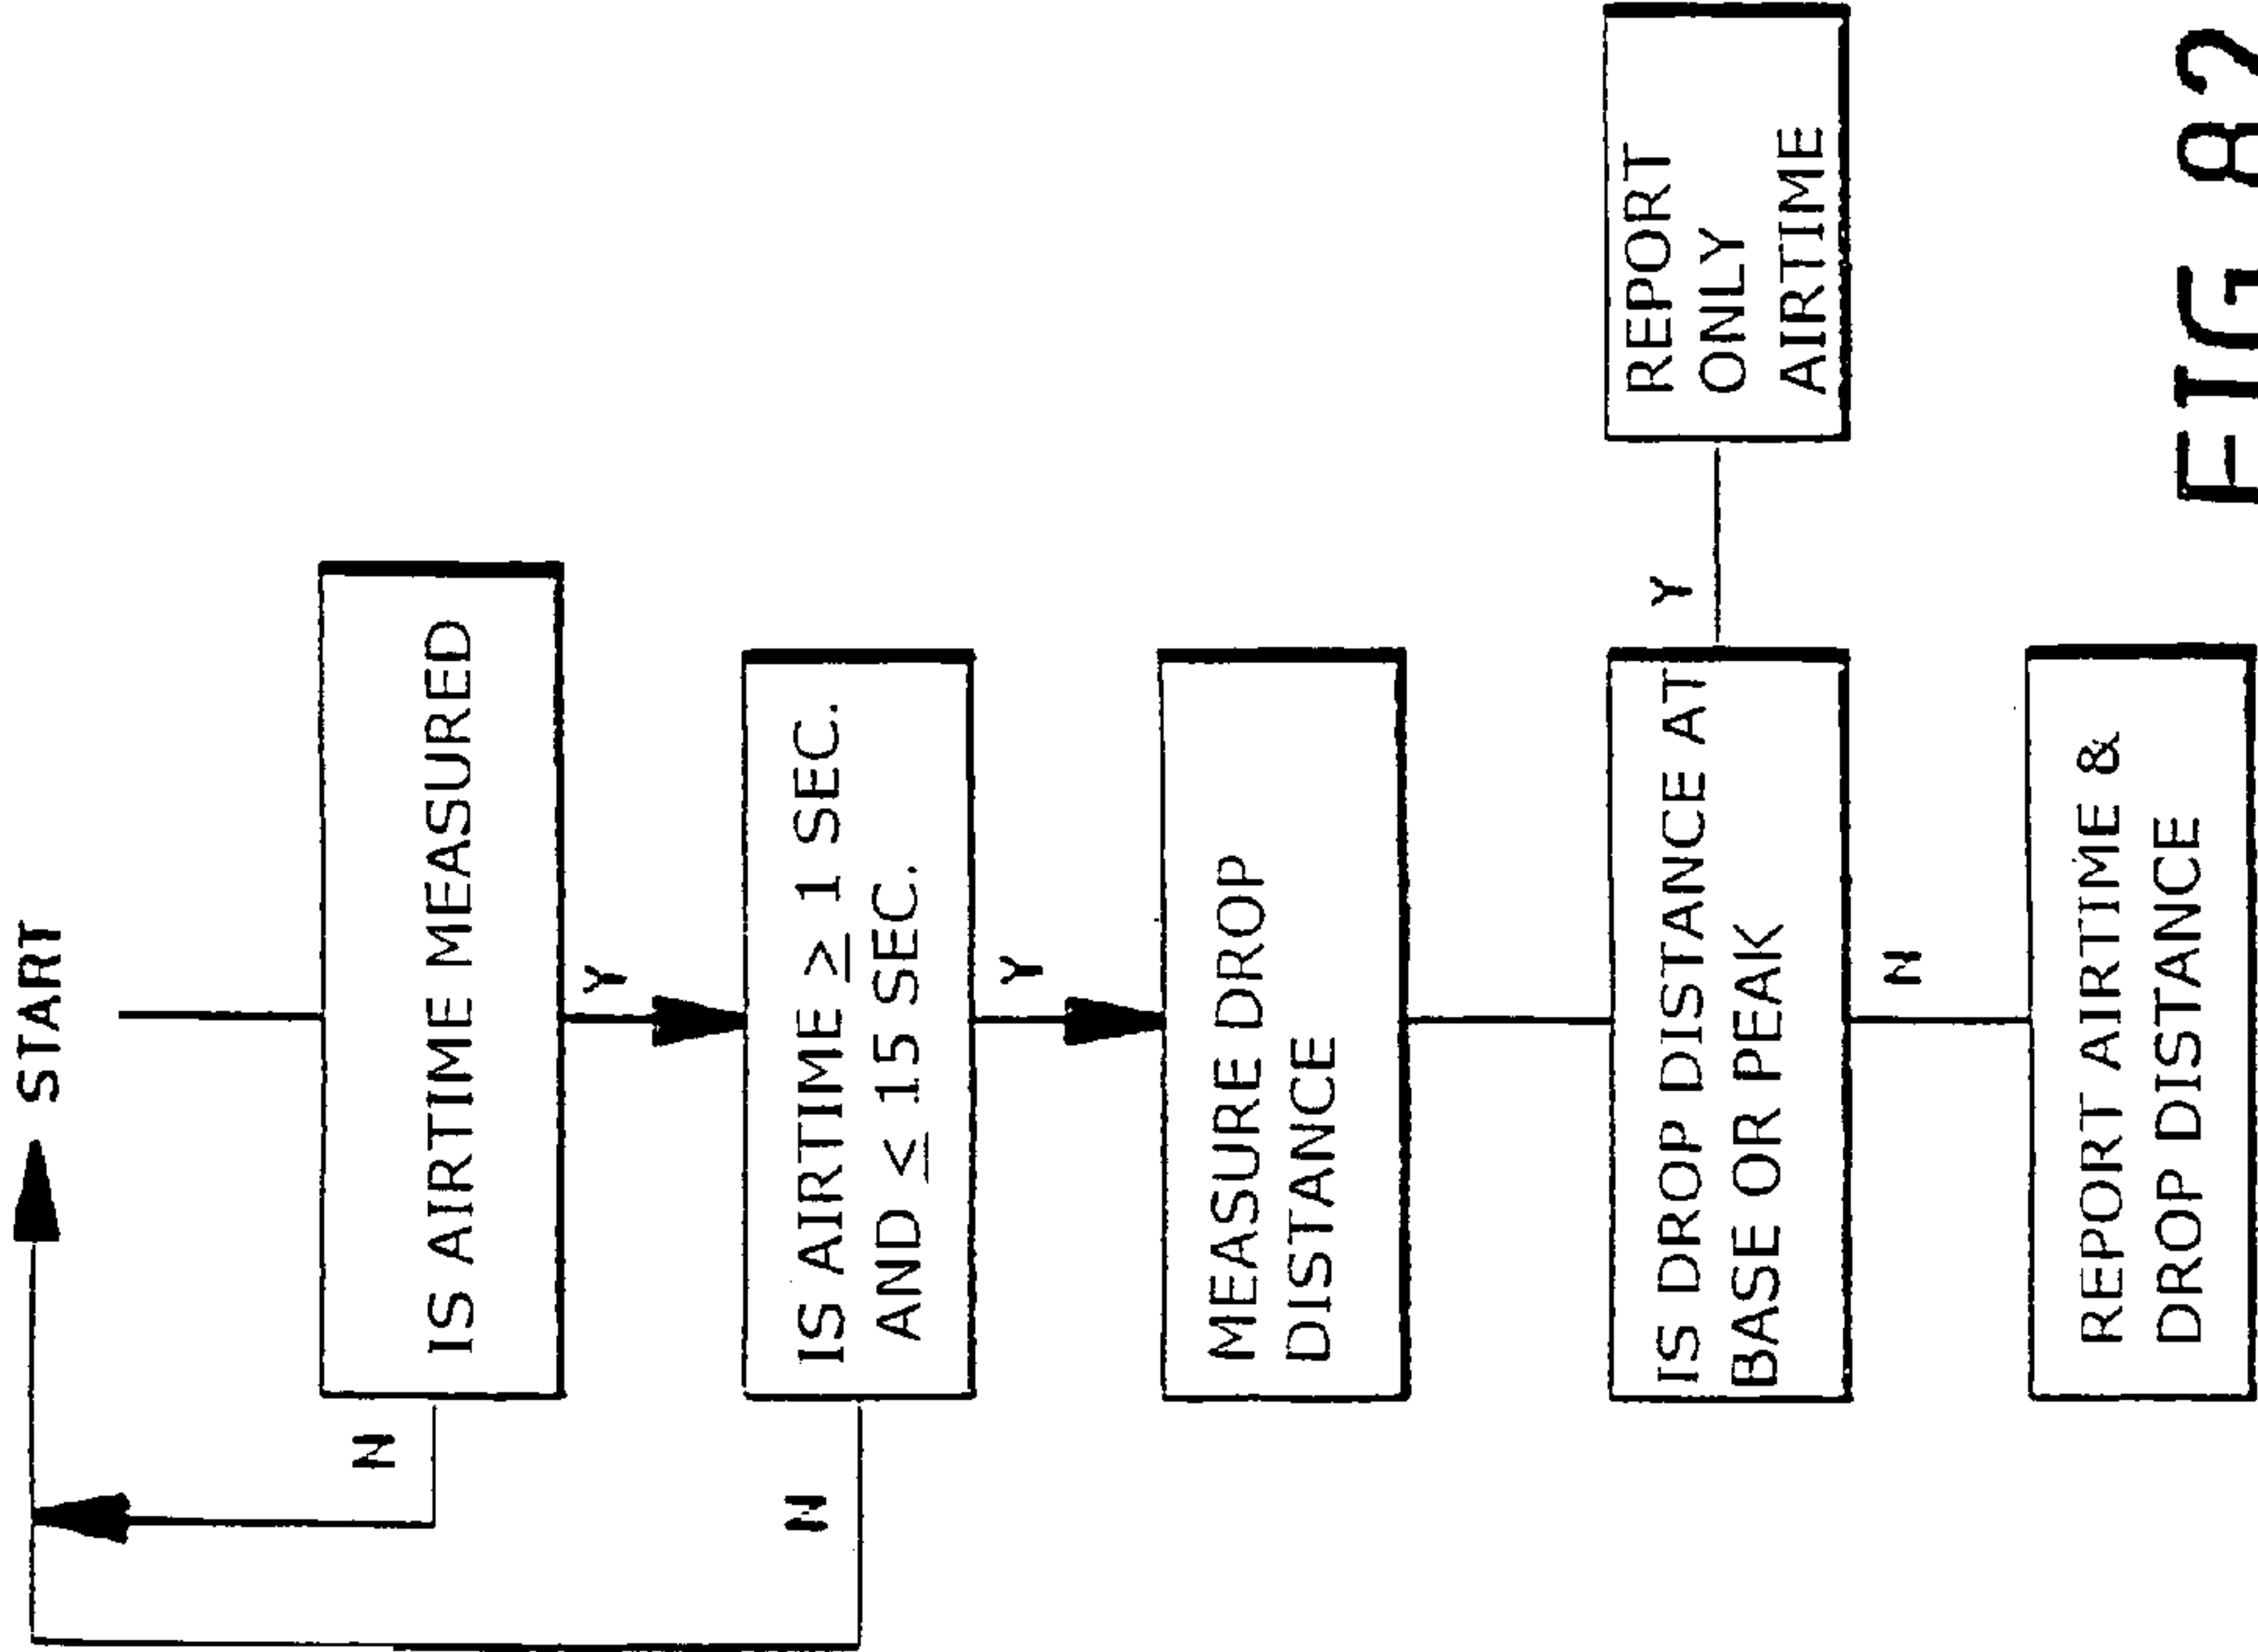 START
IS AIRTIME MEASURED
N
Y
IS AIRTIME ≥ 1 SEC.
AND ≤ 15 SEC.
N
Y
MEASURE DROP
DISTANCE
IS DROP DISTANCE AT
BASE OR PEAK
Y
REPORT
ONLY
AIRTIME
N
REPORT AIRTIME &
DROP DISTANCE
FIG 82